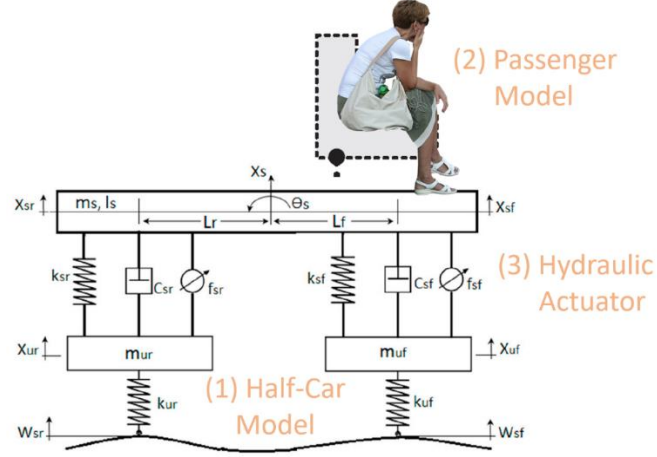 (2) Passenger
Model
Xs
Xsr
ms, Is
θs
Xsf
Lr
Lf
ksr
Csr
fsr
ksf
Csf
fsf
(3) Hydraulic
Actuator
Xur
mur
muf
Xuf
(1) Half-Car
Model
kur
kuf
Wsr
Wsf